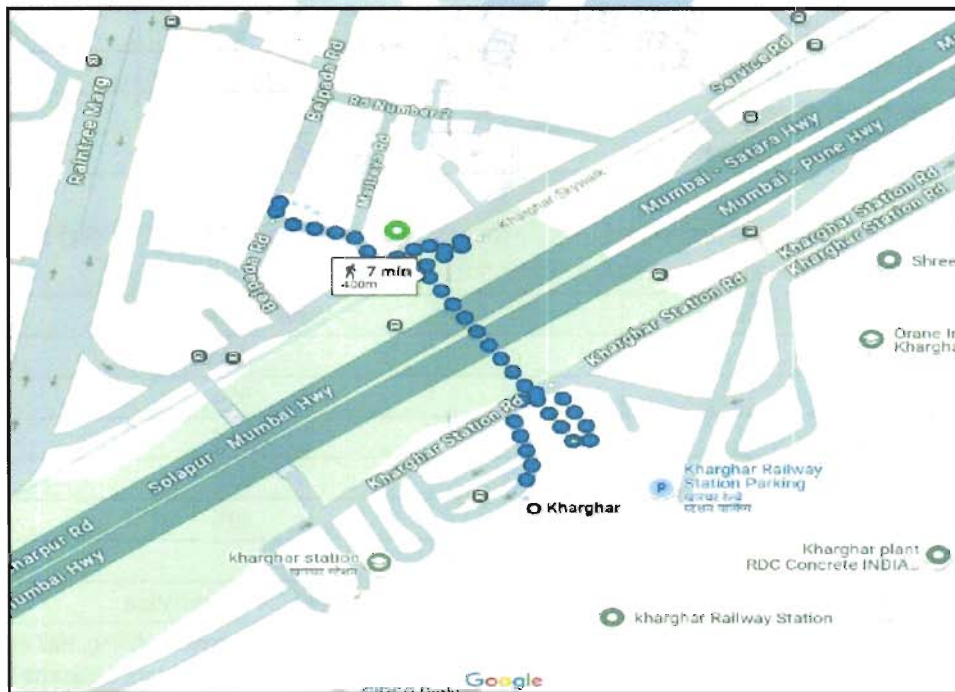 Raintree Marg
Belpada Rd
Rd Number 2
Maitreya Rd
Service Rd
Kharghar Skywalk
Mumbai - Satara Hwy
Mumbai - Pune Hwy
Kharghar Station Rd
Kharghar Station Rd
Belpada Rd
7 min
400m
Shree
Kharghar Station Rd
Orane In
Khargha
Solapur - Mumbai Hwy
Kharghar Station Rd
P
Kharghar Railway
Station Parking
Kharghar
harpur Rd
Mumbai Hwy
kharghar station
Kharghar plant
RDC Concrete INDIA...
kharghar Railway Station
Google